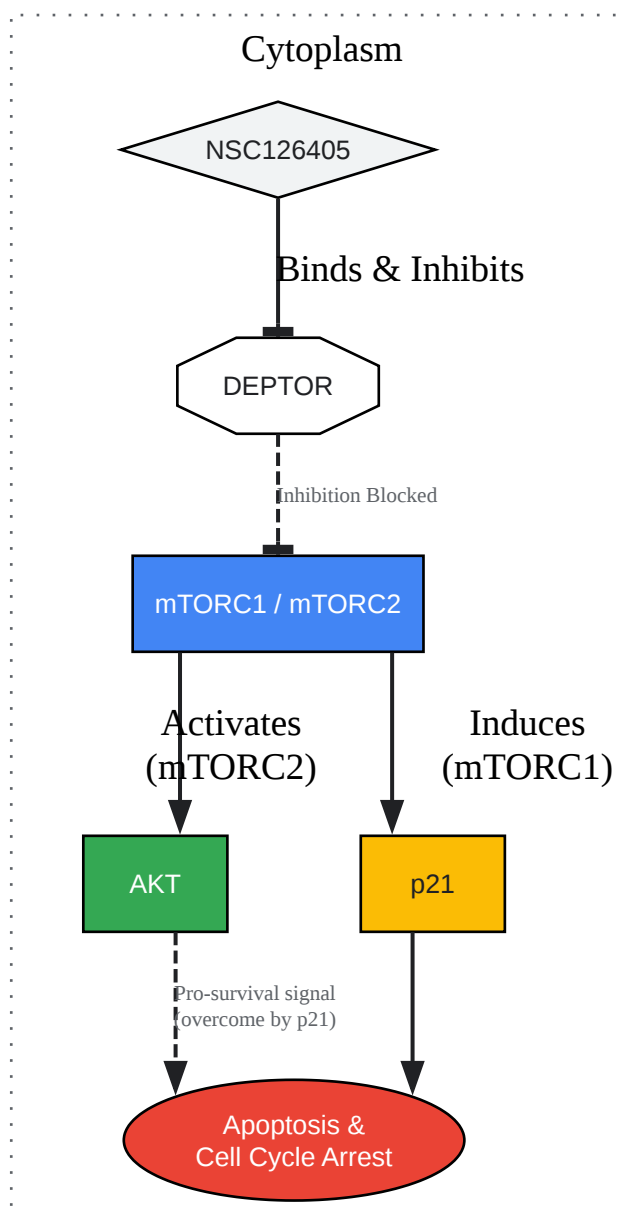 Cytoplasm
NSC126405
Binds & Inhibits
DEPTOR
Inhibition Blocked
mTORC1 / mTORC2
Activates
(mTORC2)
Induces
(mTORC1)
AKT
p21
Pro-survival signal
(overcome by p21)
Apoptosis &
Cell Cycle Arrest